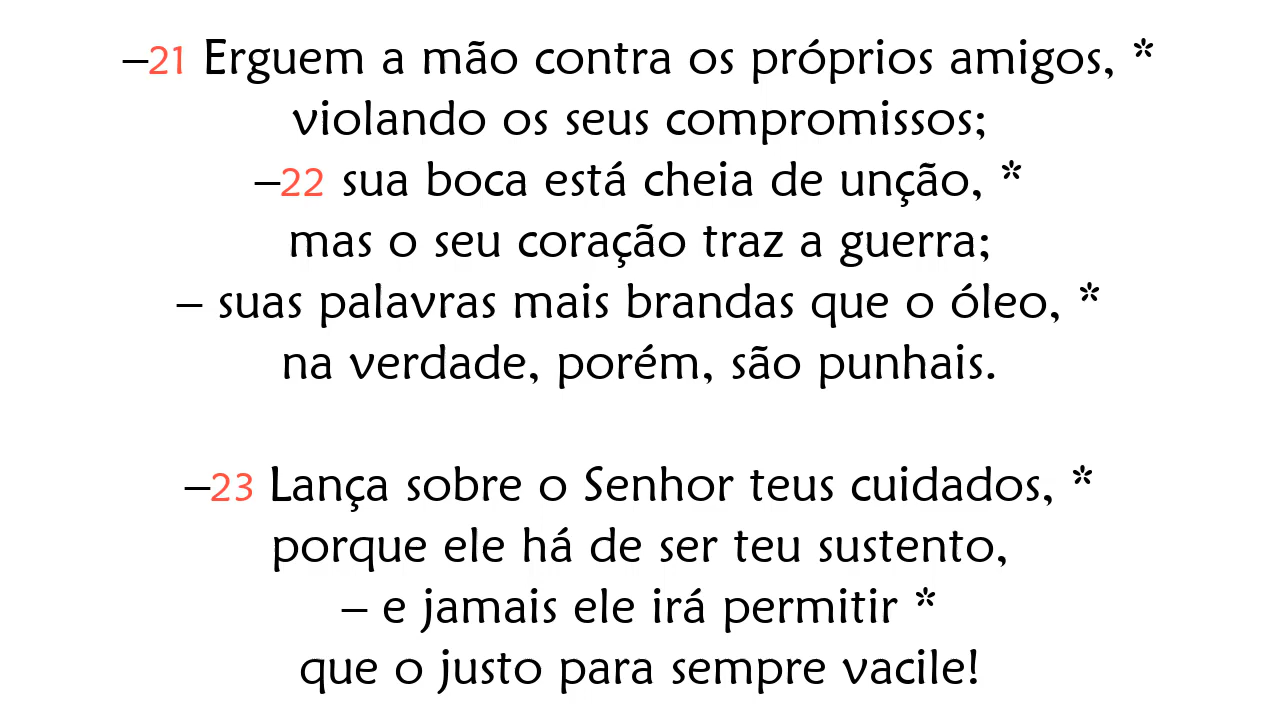 –21 Erguem a mão contra os próprios amigos, *
violando os seus compromissos;
–22 sua boca está cheia de unção, *
mas o seu coração traz a guerra;
– suas palavras mais brandas que o óleo, *
na verdade, porém, são punhais.
–23 Lança sobre o Senhor teus cuidados, *
porque ele há de ser teu sustento,
– e jamais ele irá permitir *
que o justo para sempre vacile!